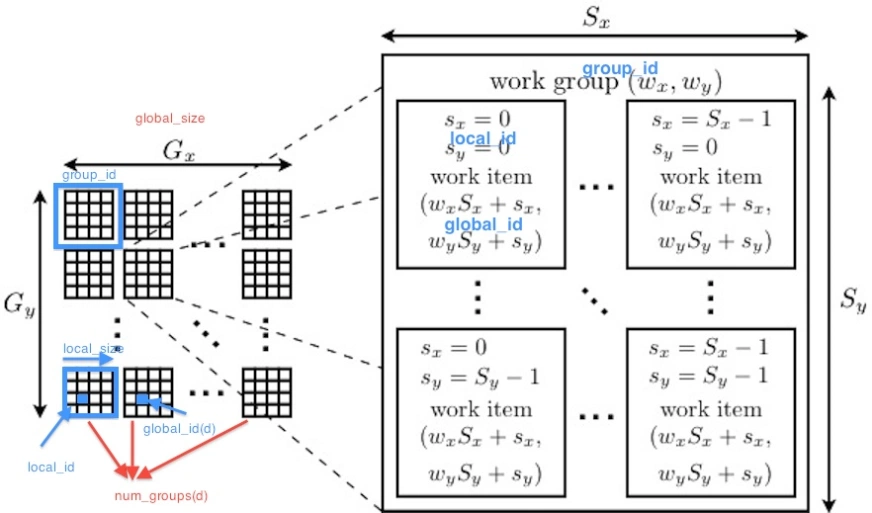 global_size
G_x
group_id
G_y
local_size
global_id(d)
local_id
num_groups(d)
S_x
group_id
work group (w_x, w_y)
s_x = 0
local_id
s_y = 0
work item
(w_xS_x + s_x,
global_id
w_yS_y + s_y)
...
s_x = S_x − 1
s_y = 0
work item
(w_xS_x + s_x,
w_yS_y + s_y)
S_y
s_x = 0
s_y = S_y − 1
work item
(w_xS_x + s_x,
w_yS_y + s_y)
...
s_x = S_x − 1
s_y = S_y − 1
work item
(w_xS_x + s_x,
w_yS_y + s_y)